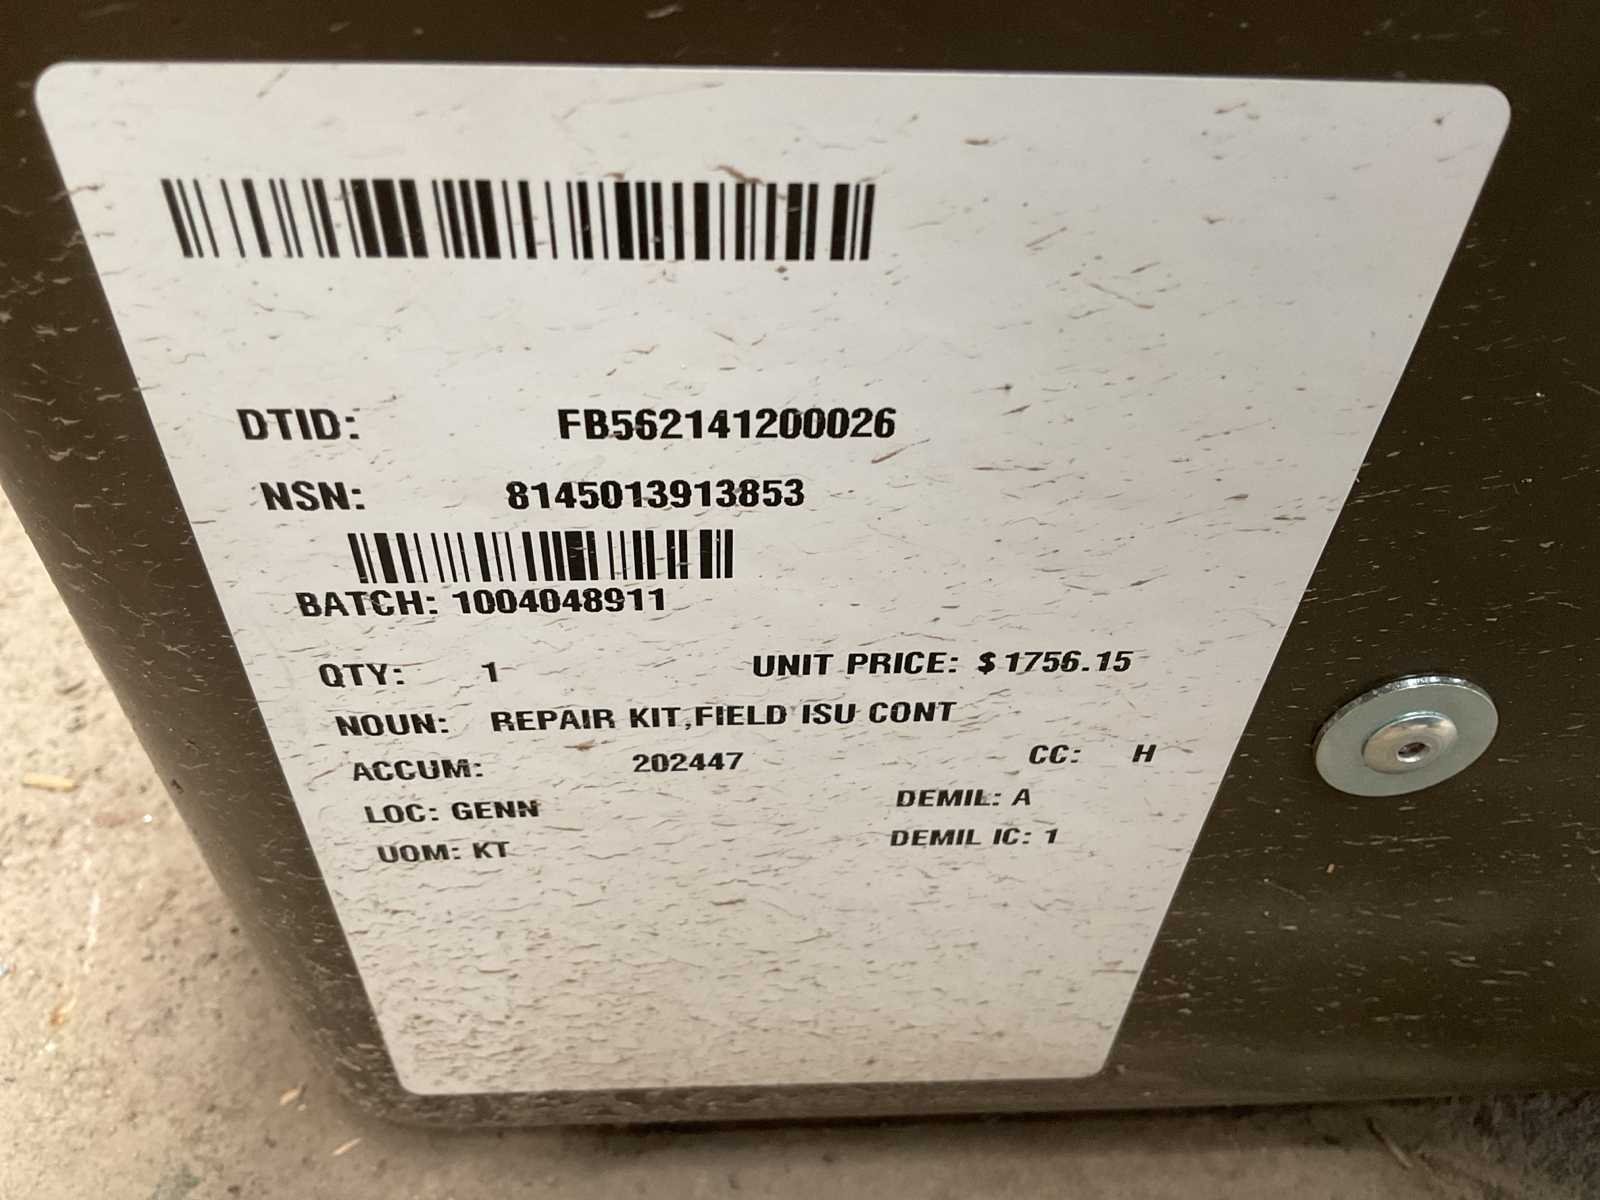 DTID: FB562141200026
NSN: 8145013913853
BATCH: 1004048911
QTY: 1 UNIT PRICE: $1756.15
NOUN: REPAIR KIT,FIELD ISU CONT
ACCUM: 202447 CC: H
LOC: GENN DEMIL: A
UOM: KT DEMIL IC: 1